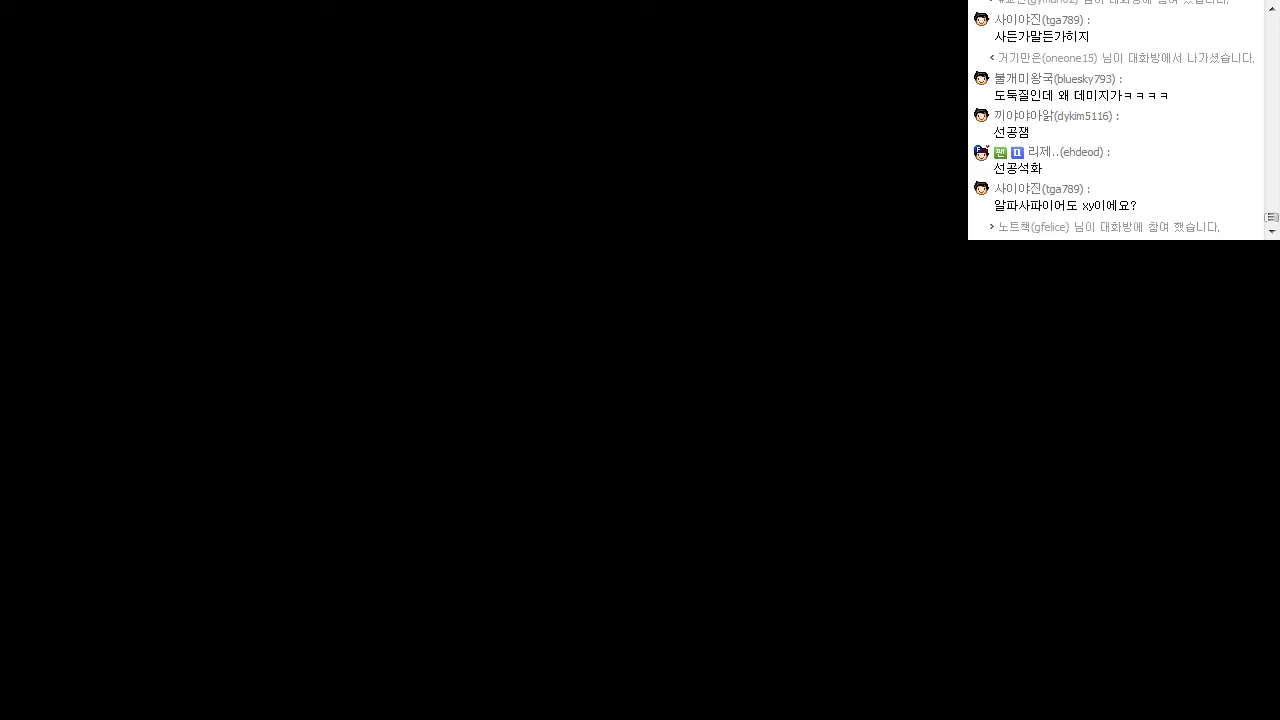 사이야진(tga789) :
사든가말든가히지
< 거기만은(oneone15) 님이 대화방에서 나가셨습니다.
불개미왕국(bluesky793) :
도둑질인데 왜 데미지가ㅋㅋㅋㅋ
끼야야아앍(dykim5116) :
선공잼
팬 리제..(ehdeod) :
선공석화
사이야진(tga789) :
알파사파이어도 xy이에요?
> 노트책(gfelice) 님이 대화방에 참여 했습니다.